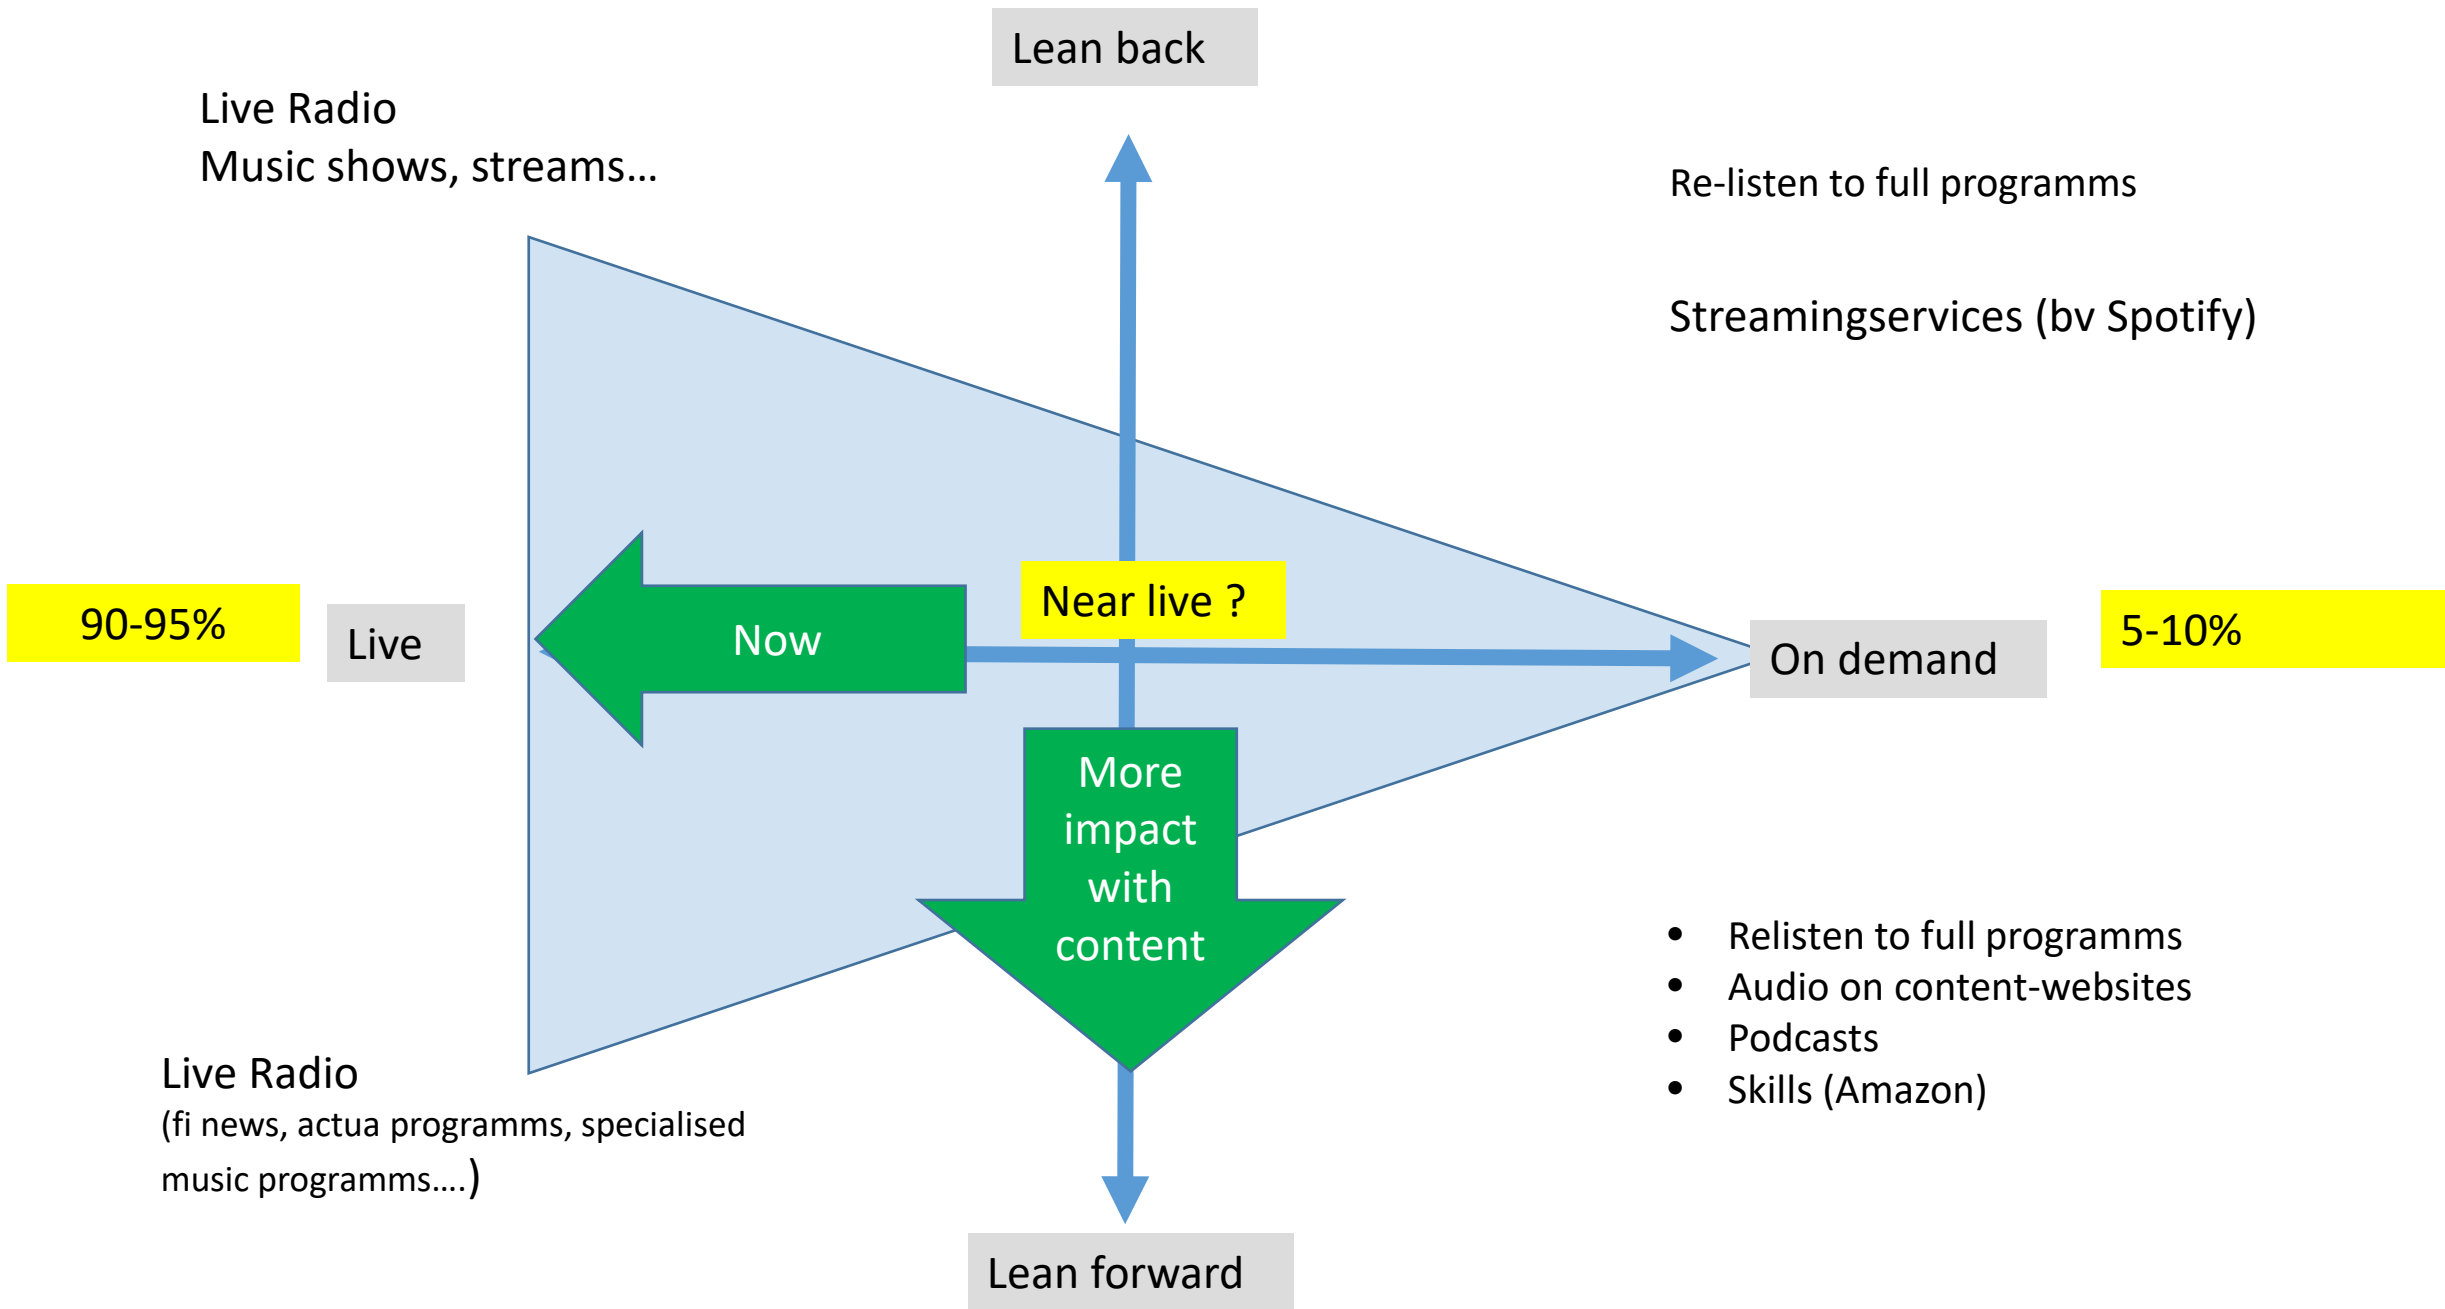 Lean back
Live Radio
Music shows, streams...
Re-listen to full programms
Streamingservices (bv Spotify)
90-95%
Live
Now
Near live ?
On demand
5-10%
More
impact
with
content
• Relisten to full programms
• Audio on content-websites
• Podcasts
• Skills (Amazon)
Live Radio
(fi news, actua programms, specialised
music programms....)
Lean forward